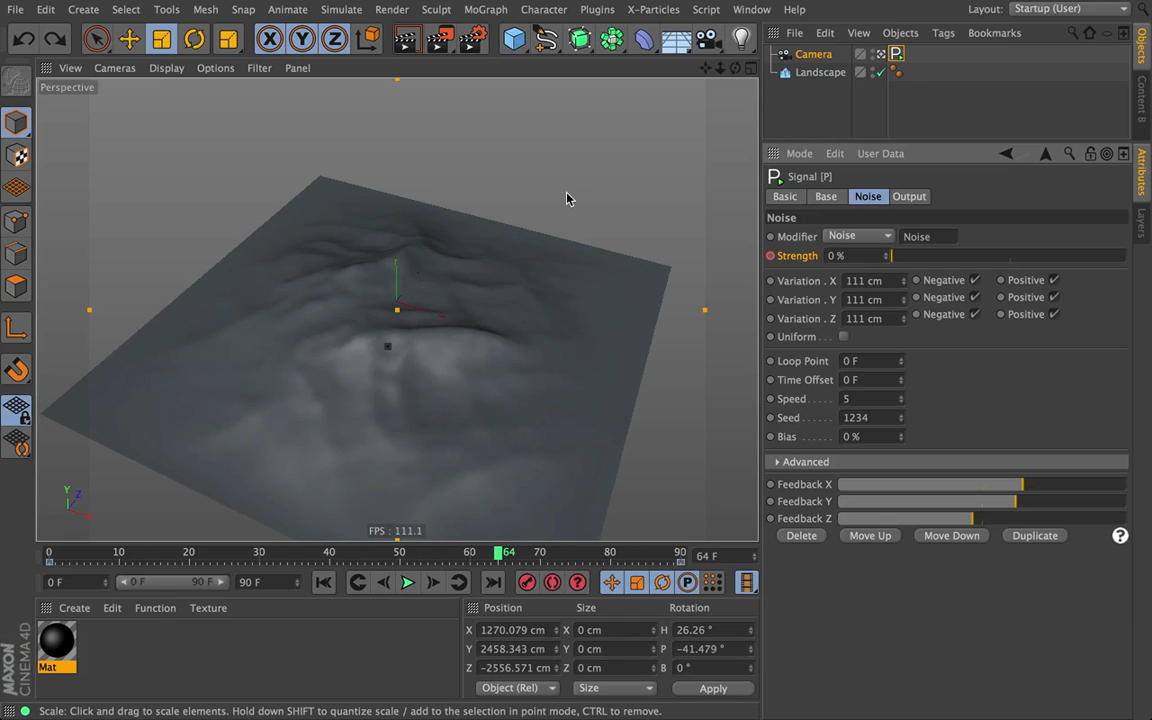 File Edit Create Select Tools Mesh Snap Animate Simulate Render Sculpt MoGraph Character Plugins X-Particles Script Window Help Layout: Startup (User)
X Y Z
File Edit View Objects Tags Bookmarks
View Cameras Display Options Filter Panel
Camera
Landscape
Perspective
Objects
Content B
Attributes
Layers
Mode Edit User Data
P Signal [P]
Basic Base Noise Output
Noise
Modifier Noise Noise
Strength 0 %
Variation . X 111 cm Negative Positive
Variation . Y 111 cm Negative Positive
Variation . Z 111 cm Negative Positive
Uniform . . .
Loop Point 0 F
Time Offset 0 F
Speed . . . . . 5
Seed . . . . . . 1234
Bias . . . . . . 0 %
Advanced
Feedback X
Feedback Y
Feedback Z
Delete Move Up Move Down Duplicate ?
Y Z X
FPS : 111.1
0 10 20 30 40 50 60 64 70 80 90 64 F
0 F 0 F 90 F 90 F ? P
Create Edit Function Texture
Mat
Position Size Rotation
X 1270.079 cm X 0 cm H 26.26 °
Y 2458.343 cm Y 0 cm P -41.479 °
Z -2556.571 cm Z 0 cm B 0 °
Object (Rel) Size Apply
MAXON CINEMA4D
Scale: Click and drag to scale elements. Hold down SHIFT to quantize scale / add to the selection in point mode, CTRL to remove.